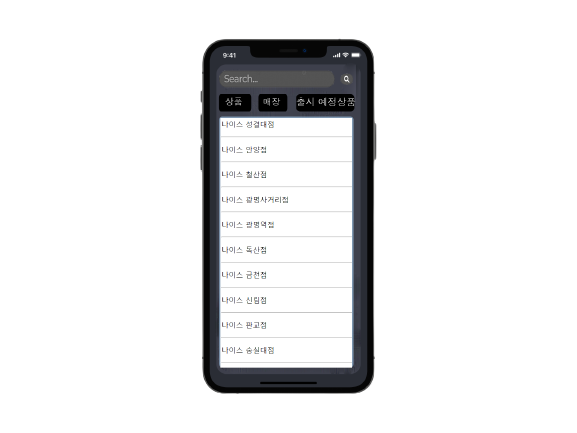 9:41
Search...
상품 매장 출시 예정상품
나이스 성결대점
나이스 안양점
나이스 철산점
나이스 광명사거리점
나이스 광명역점
나이스 독산점
나이스 금천점
나이스 신림점
나이스 판교점
나이스 숭실대점